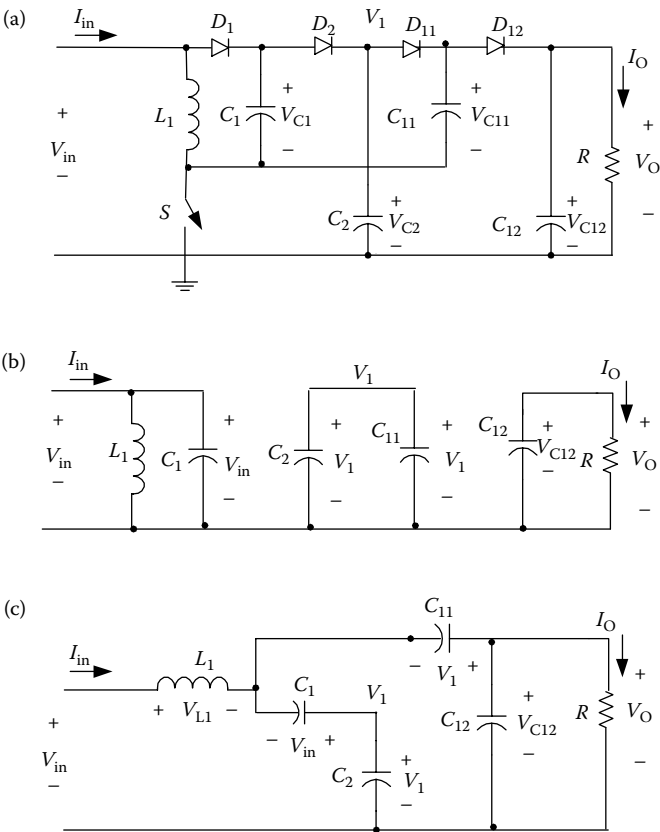 (a)
I_in D_1 D_2 V_1 D_11 D_12
I_O
+ L_1 C_1 + V_C1 − C_11 + V_C11 − +
V_in − R V_O
S C_2 + V_C2 − C_12 + V_C12 − −
(b)
I_in V_1 I_O
+ V_in − L_1 C_1 + V_in − C_2 + V_1 − C_11 + V_1 − C_12 + V_C12 − R + V_O −
(c)
C_11
I_in L_1 − V_1 + I_O
+ V_L1 − C_1 V_1
− V_in + C_12 + V_C12 − R + V_O −
+ V_in − C_2 + V_1 −